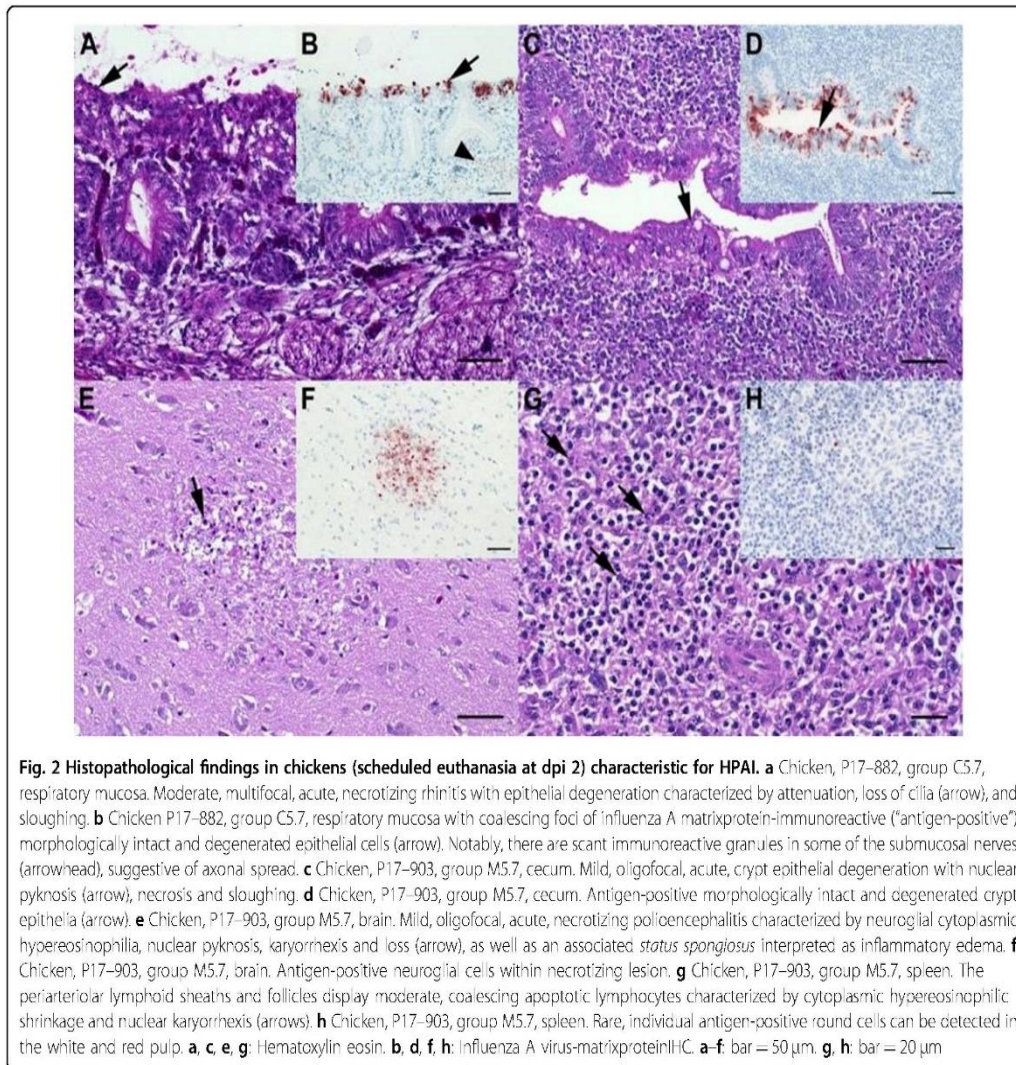 A B C D
E F G H
Fig. 2 Histopathological findings in chickens (scheduled euthanasia at dpi 2) characteristic for HPAI. a Chicken, P17–882, group C5.7,
respiratory mucosa. Moderate, multifocal, acute, necrotizing rhinitis with epithelial degeneration characterized by attenuation, loss of cilia (arrow), and
sloughing. b Chicken P17–882, group C5.7, respiratory mucosa with coalescing foci of influenza A matrixprotein-immunoreactive ("antigen-positive")
morphologically intact and degenerated epithelial cells (arrow). Notably, there are scant immunoreactive granules in some of the submucosal nerves
(arrowhead), suggestive of axonal spread. c Chicken, P17–903, group M5.7, cecum. Mild, oligofocal, acute, crypt epithelial degeneration with nuclear
pyknosis (arrow), necrosis and sloughing. d Chicken, P17–903, group M5.7, cecum. Antigen-positive morphologically intact and degenerated crypt
epithelia (arrow). e Chicken, P17–903, group M5.7, brain. Mild, oligofocal, acute, necrotizing polioencephalitis characterized by neuroglial cytoplasmic
hypereosinophilia, nuclear pyknosis, karyorrhexis and loss (arrow), as well as an associated status spongiosus interpreted as inflammatory edema. f
Chicken, P17–903, group M5.7, brain. Antigen-positive neuroglial cells within necrotizing lesion. g Chicken, P17–903, group M5.7, spleen. The
periarteriolar lymphoid sheaths and follicles display moderate, coalescing apoptotic lymphocytes characterized by cytoplasmic hypereosinophilic
shrinkage and nuclear karyorrhexis (arrows). h Chicken, P17–903, group M5.7, spleen. Rare, individual antigen-positive round cells can be detected in
the white and red pulp. a, c, e, g: Hematoxylin eosin. b, d, f, h: Influenza A virus-matrixproteinIHC. a–f: bar = 50 µm. g, h: bar = 20 µm